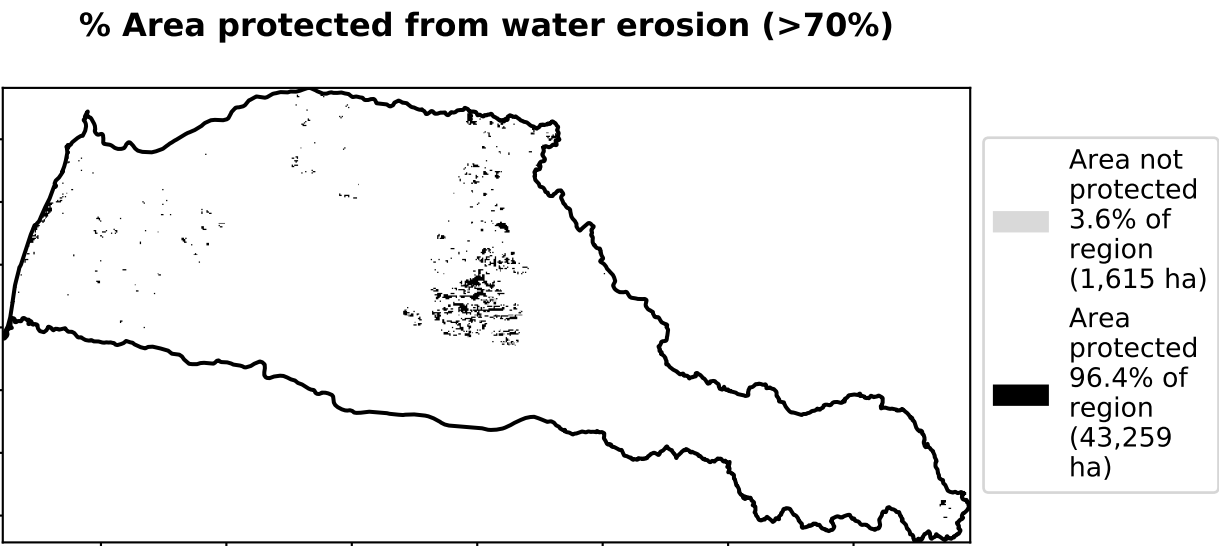 % Area protected from water erosion (>70%)
Area not
protected
3.6% of
region
(1,615 ha)
Area
protected
96.4% of
region
(43,259
ha)